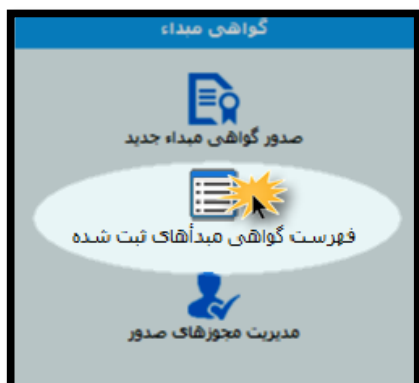 گواهی مبداء
صدور گواهی مبداء جدید
فهرست گواهی مبدأهای ثبت شده
مدیریت مجوزهای صدور